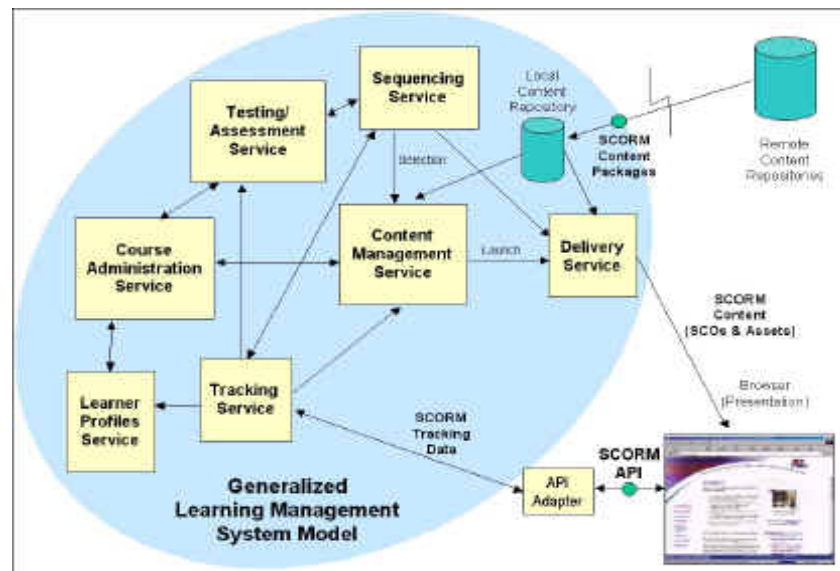 Sequencing
Service
Testing/
Assessment
Service
Local
Content
Repository
SCORM
Content
Packages
Remote
Content
Repositories
Selection
Course
Administration
Service
Content
Management
Service
Launch
Delivery
Service
SCORM
Content
(SCOs & Assets)
Learner
Profiles
Service
Tracking
Service
SCORM
Tracking
Data
Browser
(Presentation)
Generalized
Learning Management
System Model
API
Adapter
SCORM
API